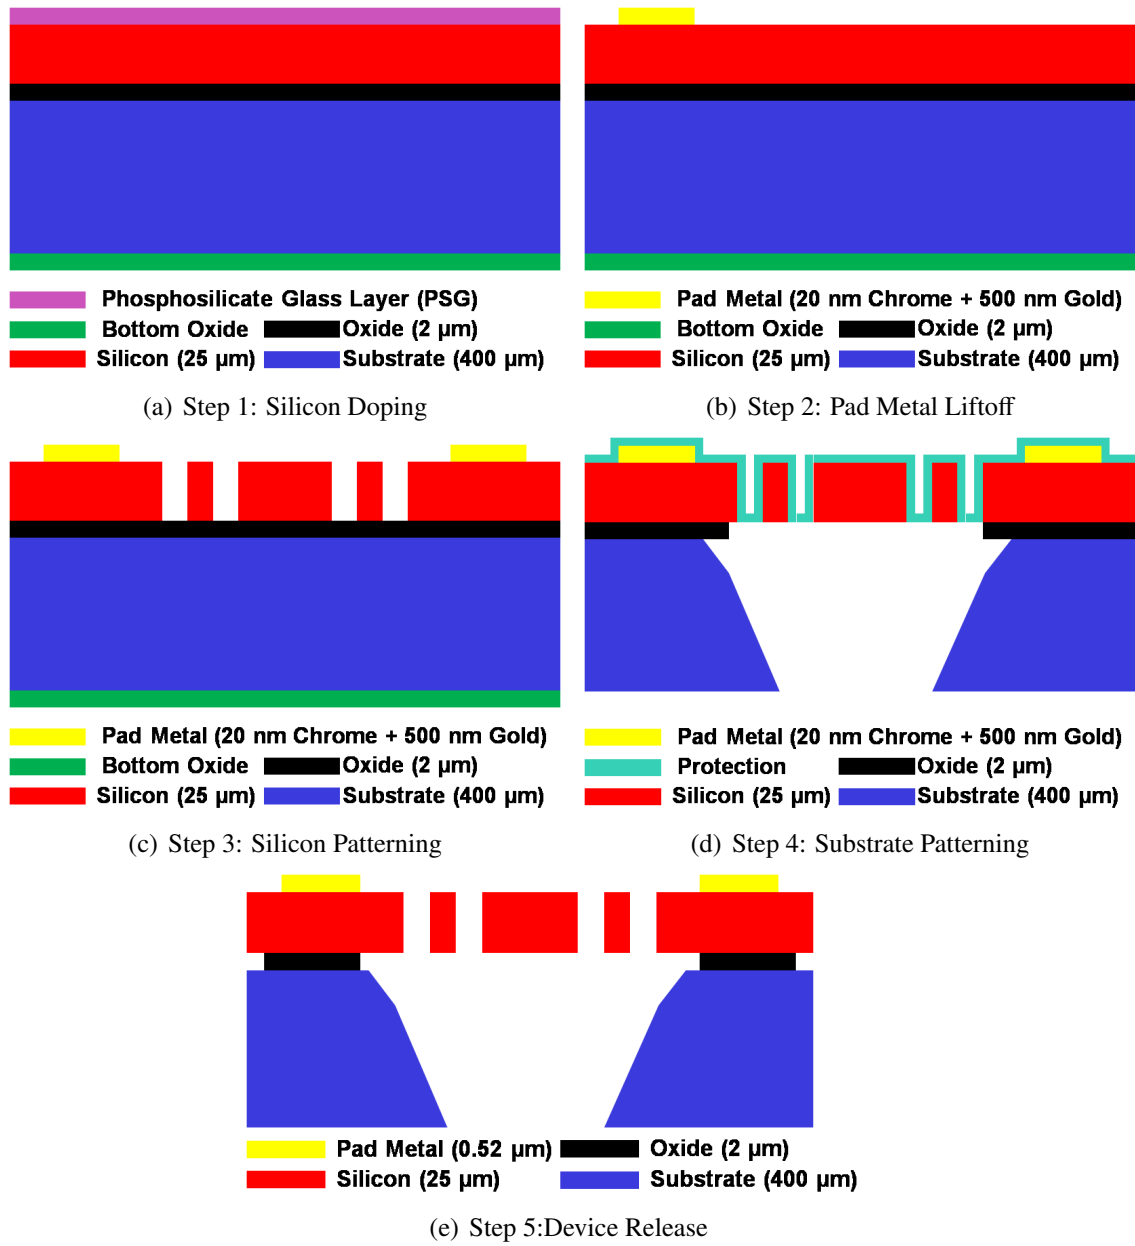 Phosphosilicate Glass Layer (PSG)
Bottom Oxide Oxide (2 µm)
Silicon (25 µm) Substrate (400 µm)
(a) Step 1: Silicon Doping
Pad Metal (20 nm Chrome + 500 nm Gold)
Bottom Oxide Oxide (2 µm)
Silicon (25 µm) Substrate (400 µm)
(b) Step 2: Pad Metal Liftoff
Pad Metal (20 nm Chrome + 500 nm Gold)
Bottom Oxide Oxide (2 µm)
Silicon (25 µm) Substrate (400 µm)
(c) Step 3: Silicon Patterning
Pad Metal (20 nm Chrome + 500 nm Gold)
Protection Oxide (2 µm)
Silicon (25 µm) Substrate (400 µm)
(d) Step 4: Substrate Patterning
Pad Metal (0.52 µm) Oxide (2 µm)
Silicon (25 µm) Substrate (400 µm)
(e) Step 5:Device Release